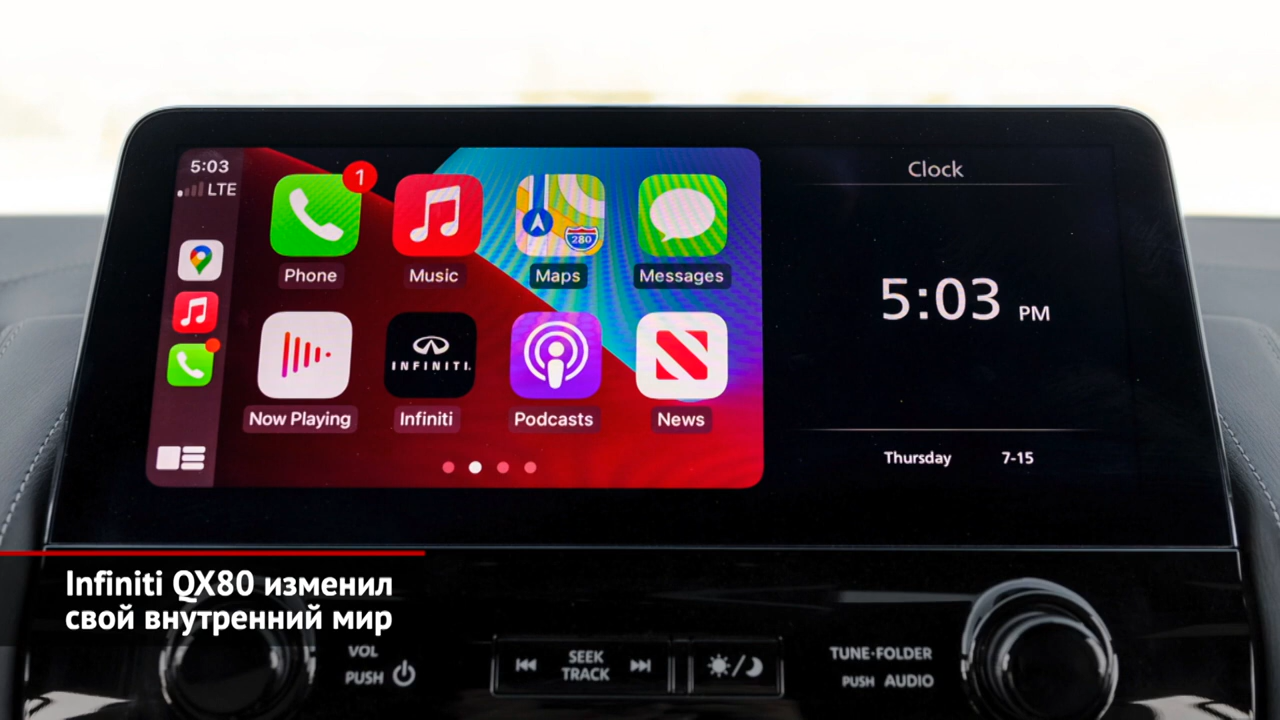 5:03
LTE
1
280
Phone
Music
Maps
Messages
INFINITI.
Now Playing
Infiniti
Podcasts
News
Clock
5:03 PM
Thursday 7-15
Infiniti QX80 изменил
свой внутренний мир
VOL
PUSH
SEEK
TRACK
TUNE·FOLDER
PUSH AUDIO